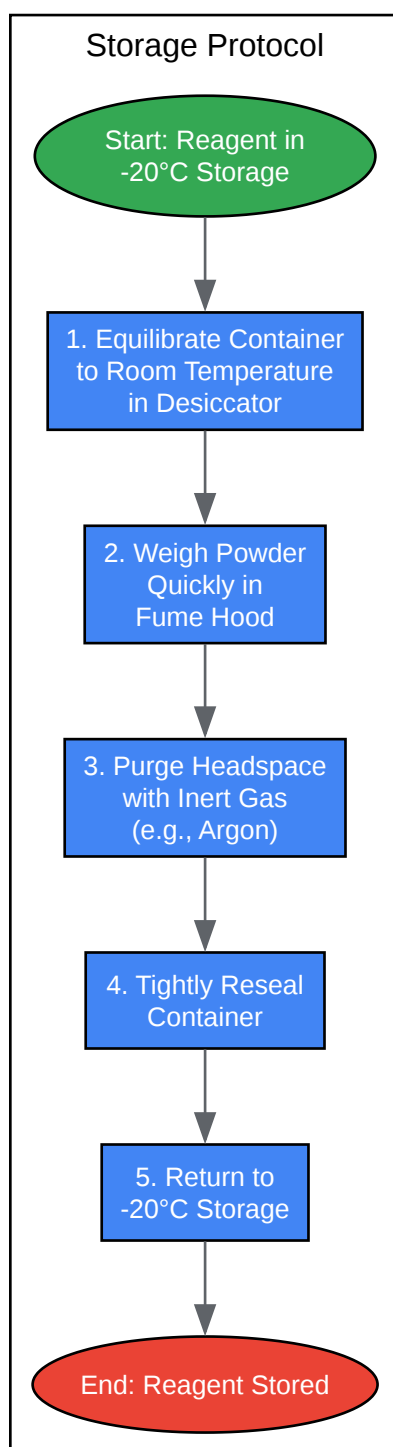 Storage Protocol
Start: Reagent in
-20°C Storage
1. Equilibrate Container
to Room Temperature
in Desiccator
2. Weigh Powder
Quickly in
Fume Hood
3. Purge Headspace
with Inert Gas
(e.g., Argon)
4. Tightly Reseal
Container
5. Return to
-20°C Storage
End: Reagent Stored